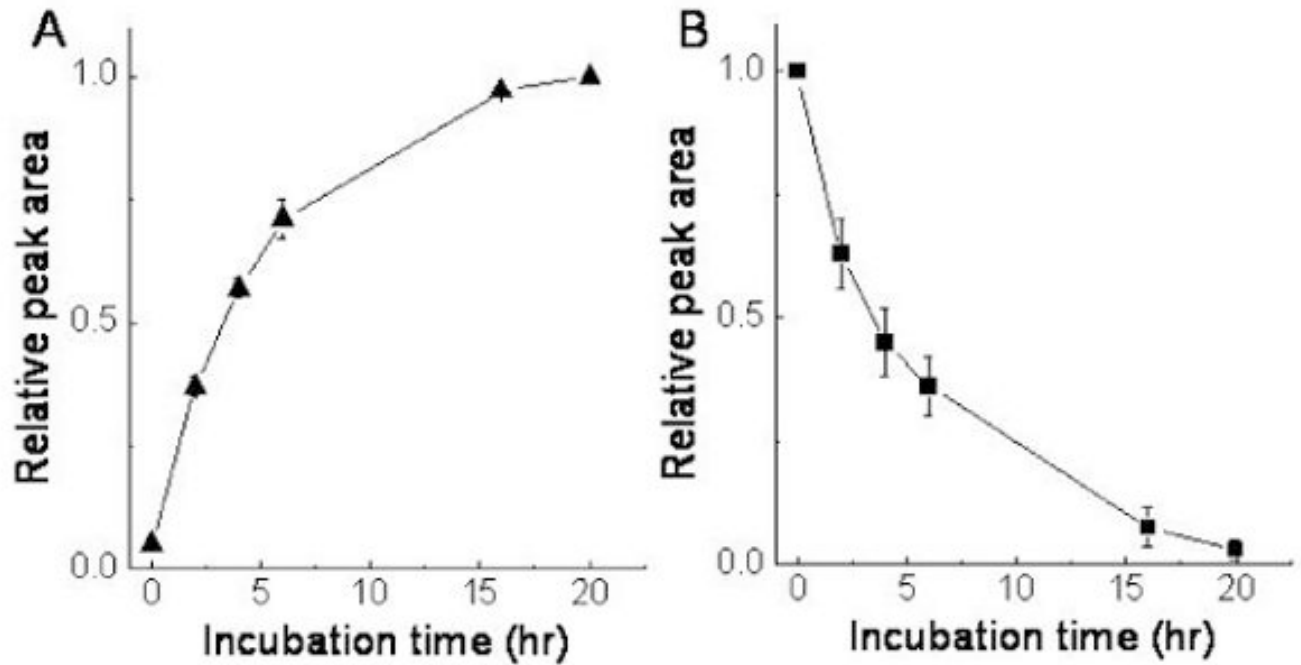 A
Relative peak area
1.0
0.5
0.0
0 5 10 15 20
Incubation time (hr)
B
Relative peak area
1.0
0.5
0.0
0 5 10 15 20
Incubation time (hr)